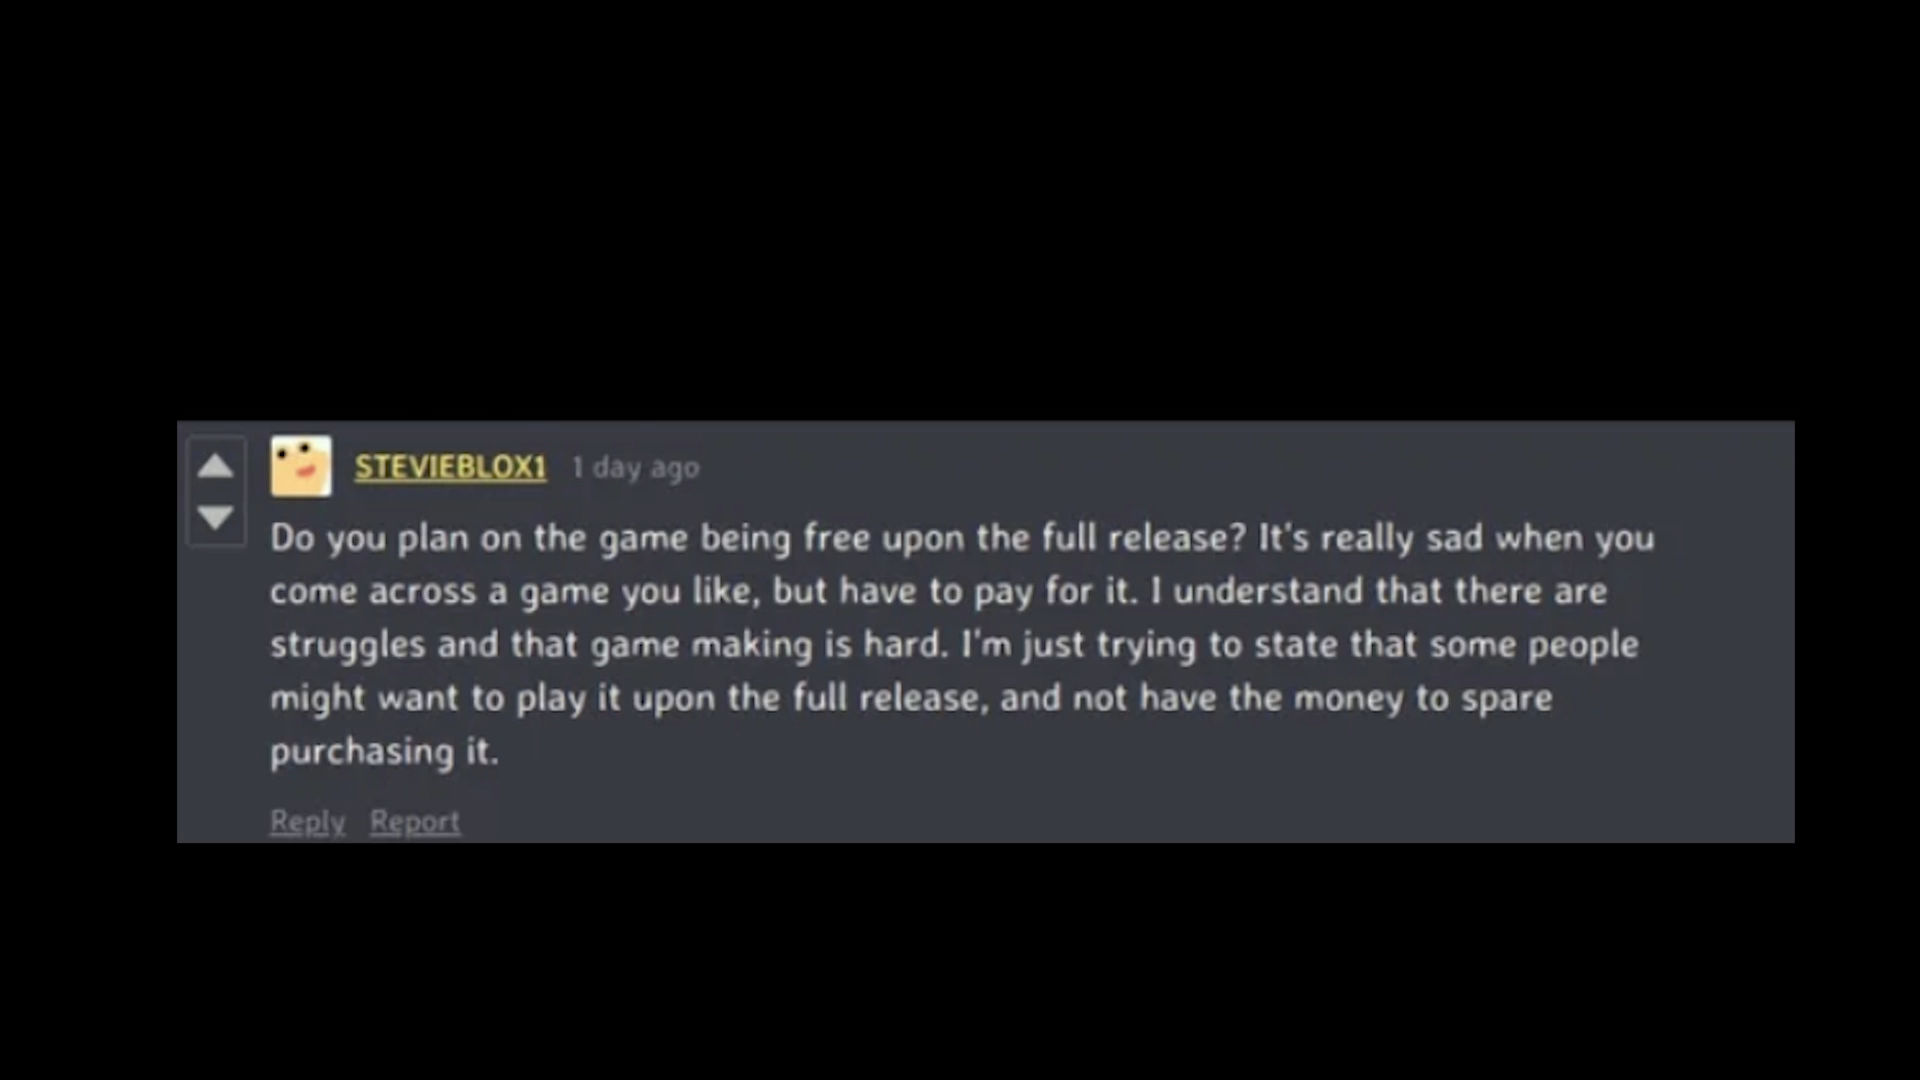 STEVIEBLOX1 1 day ago
Do you plan on the game being free upon the full release? It's really sad when you
come across a game you like, but have to pay for it. I understand that there are
struggles and that game making is hard. I'm just trying to state that some people
might want to play it upon the full release, and not have the money to spare
purchasing it.
Reply Report